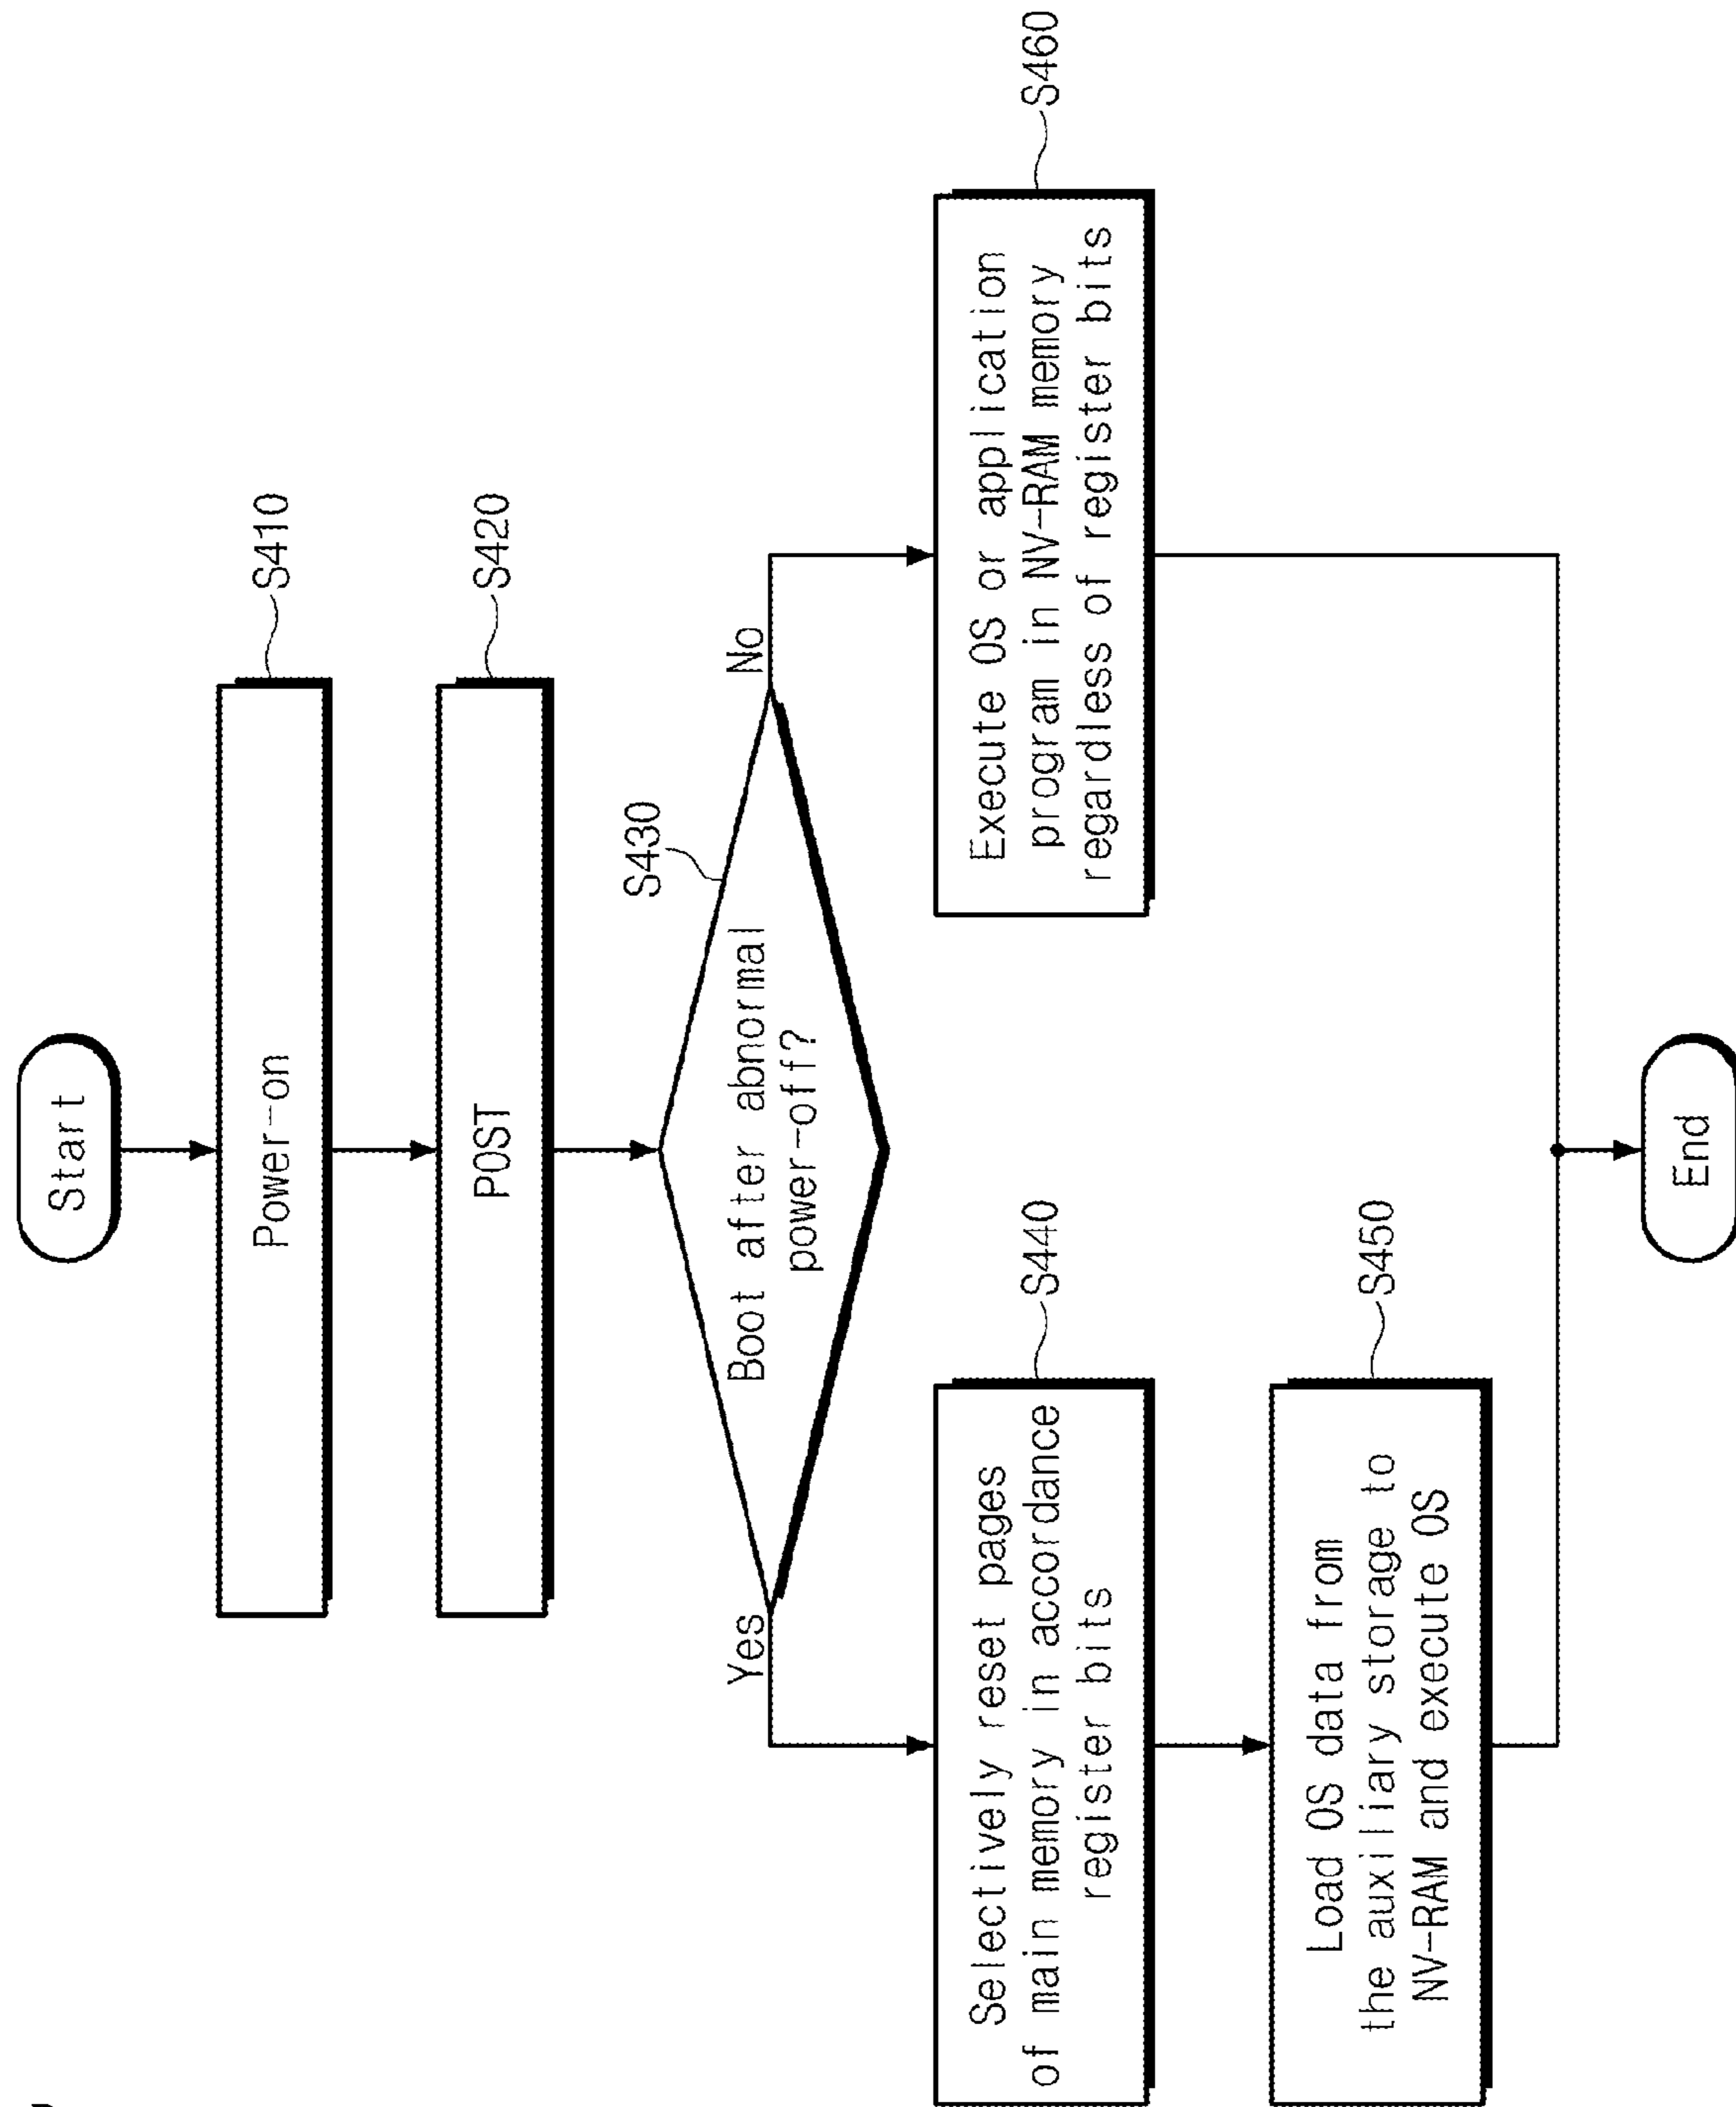 Start
Power-on
S410
POST
S420
S430
Boot after abnormal
power-off?
Yes
No
Selectively reset pages
of main memory in accordance
register bits
S440
Execute OS or application
program in NV-RAM memory
regardless of register bits
S460
Load OS data from
the auxiliary storage to
NV-RAM and execute OS
S450
End